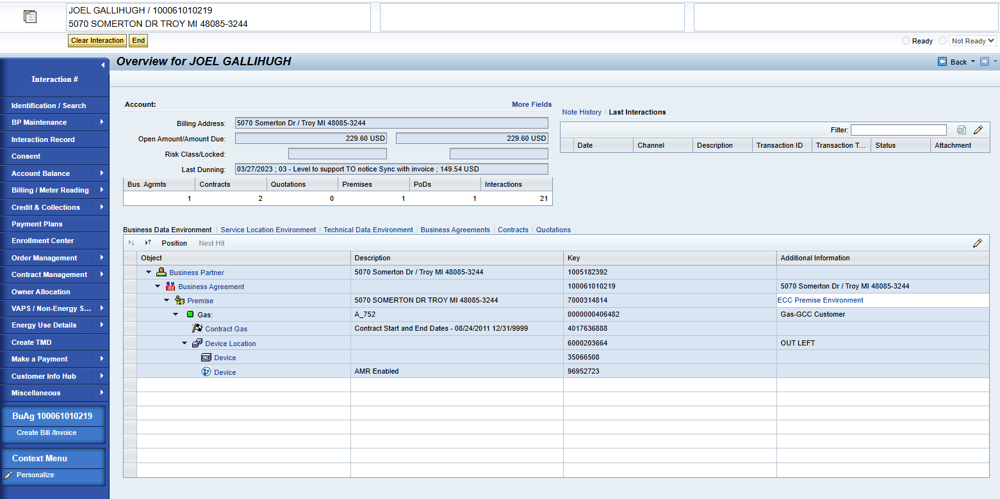 JOEL GALLIHUGH / 100061010219
5070 SOMERTON DR TROY MI 48085-3244
Clear Interaction End
Ready Not Ready
Overview for JOEL GALLIHUGH
Back
Interaction #
Identification / Search
BP Maintenance
Interaction Record
Consent
Account Balance
Billing / Meter Reading
Credit & Collections
Payment Plans
Enrollment Center
Order Management
Contract Management
Owner Allocation
VAPS / Non-Energy S...
Energy Use Details
Create TMD
Make a Payment
Customer Info Hub
Miscellaneous
BuAg 100061010219
Create Bill /Invoice
Context Menu
Personalize
Account: More Fields
Billing Address: 5070 Somerton Dr / Troy MI 48085-3244
Open Amount/Amount Due: 229.60 USD 229.60 USD
Risk Class/Locked:
Last Dunning: 03/27/2023 ; 03 - Level to support TO notice Sync with invoice ; 149.54 USD
Bus. Agrmts Contracts Quotations Premises PoDs Interactions
1 2 0 1 1 21
Note History Last Interactions
Filter:
Date Channel Description Transaction ID Transaction T... Status Attachment
Business Data Environment Service Location Environment Technical Data Environment Business Agreements Contracts Quotations
Position Next Hit
Object Description Key Additional Information
Business Partner 5070 Somerton Dr / Troy MI 48085-3244 1005182392
Business Agreement 100061010219 5070 Somerton Dr / Troy MI 48085-3244
Premise 5070 SOMERTON DR TROY MI 48085-3244 7000314814 ECC Premise Environment
Gas: A_752 0000000406482 Gas-GCC Customer
Contract Gas Contract Start and End Dates - 08/24/2011 12/31/9999 4017636888
Device Location 6000203664 OUT LEFT
Device 35066508
Device AMR Enabled 96952723